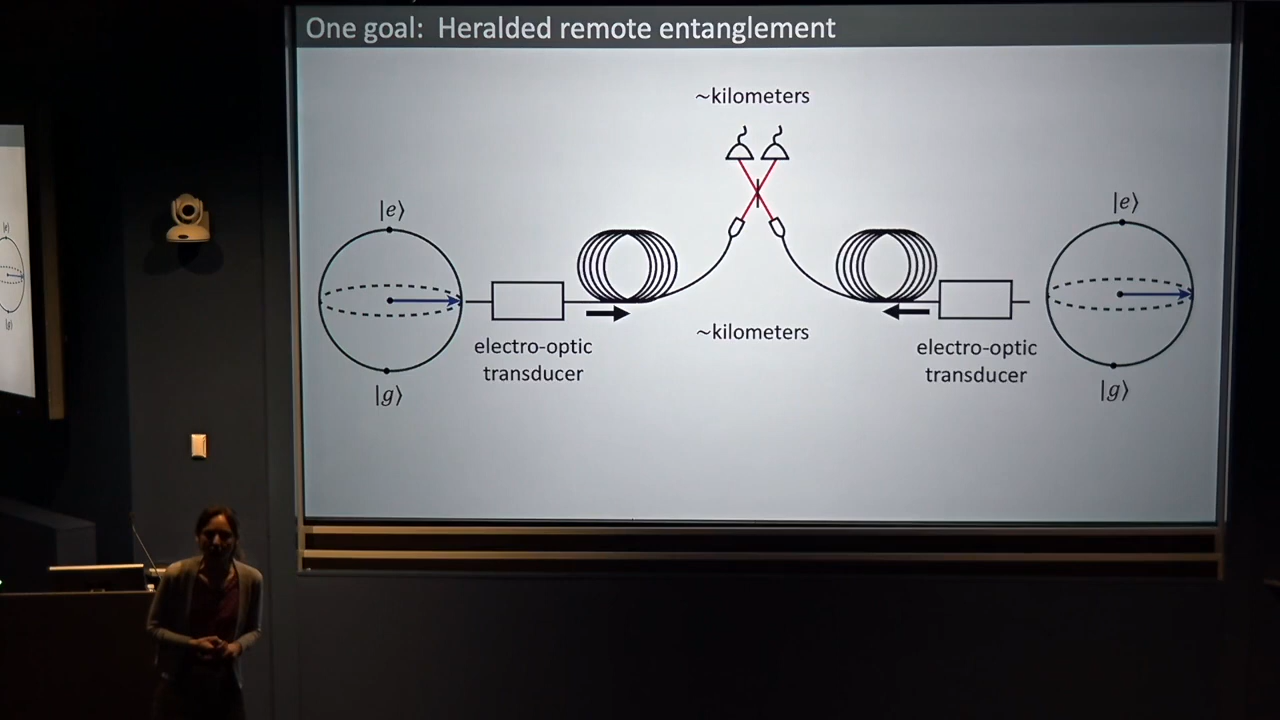 One goal: Heralded remote entanglement
~kilometers
|e⟩
|e⟩
~kilometers
electro-optic
transducer
electro-optic
transducer
|g⟩
|g⟩
|e⟩
|g⟩